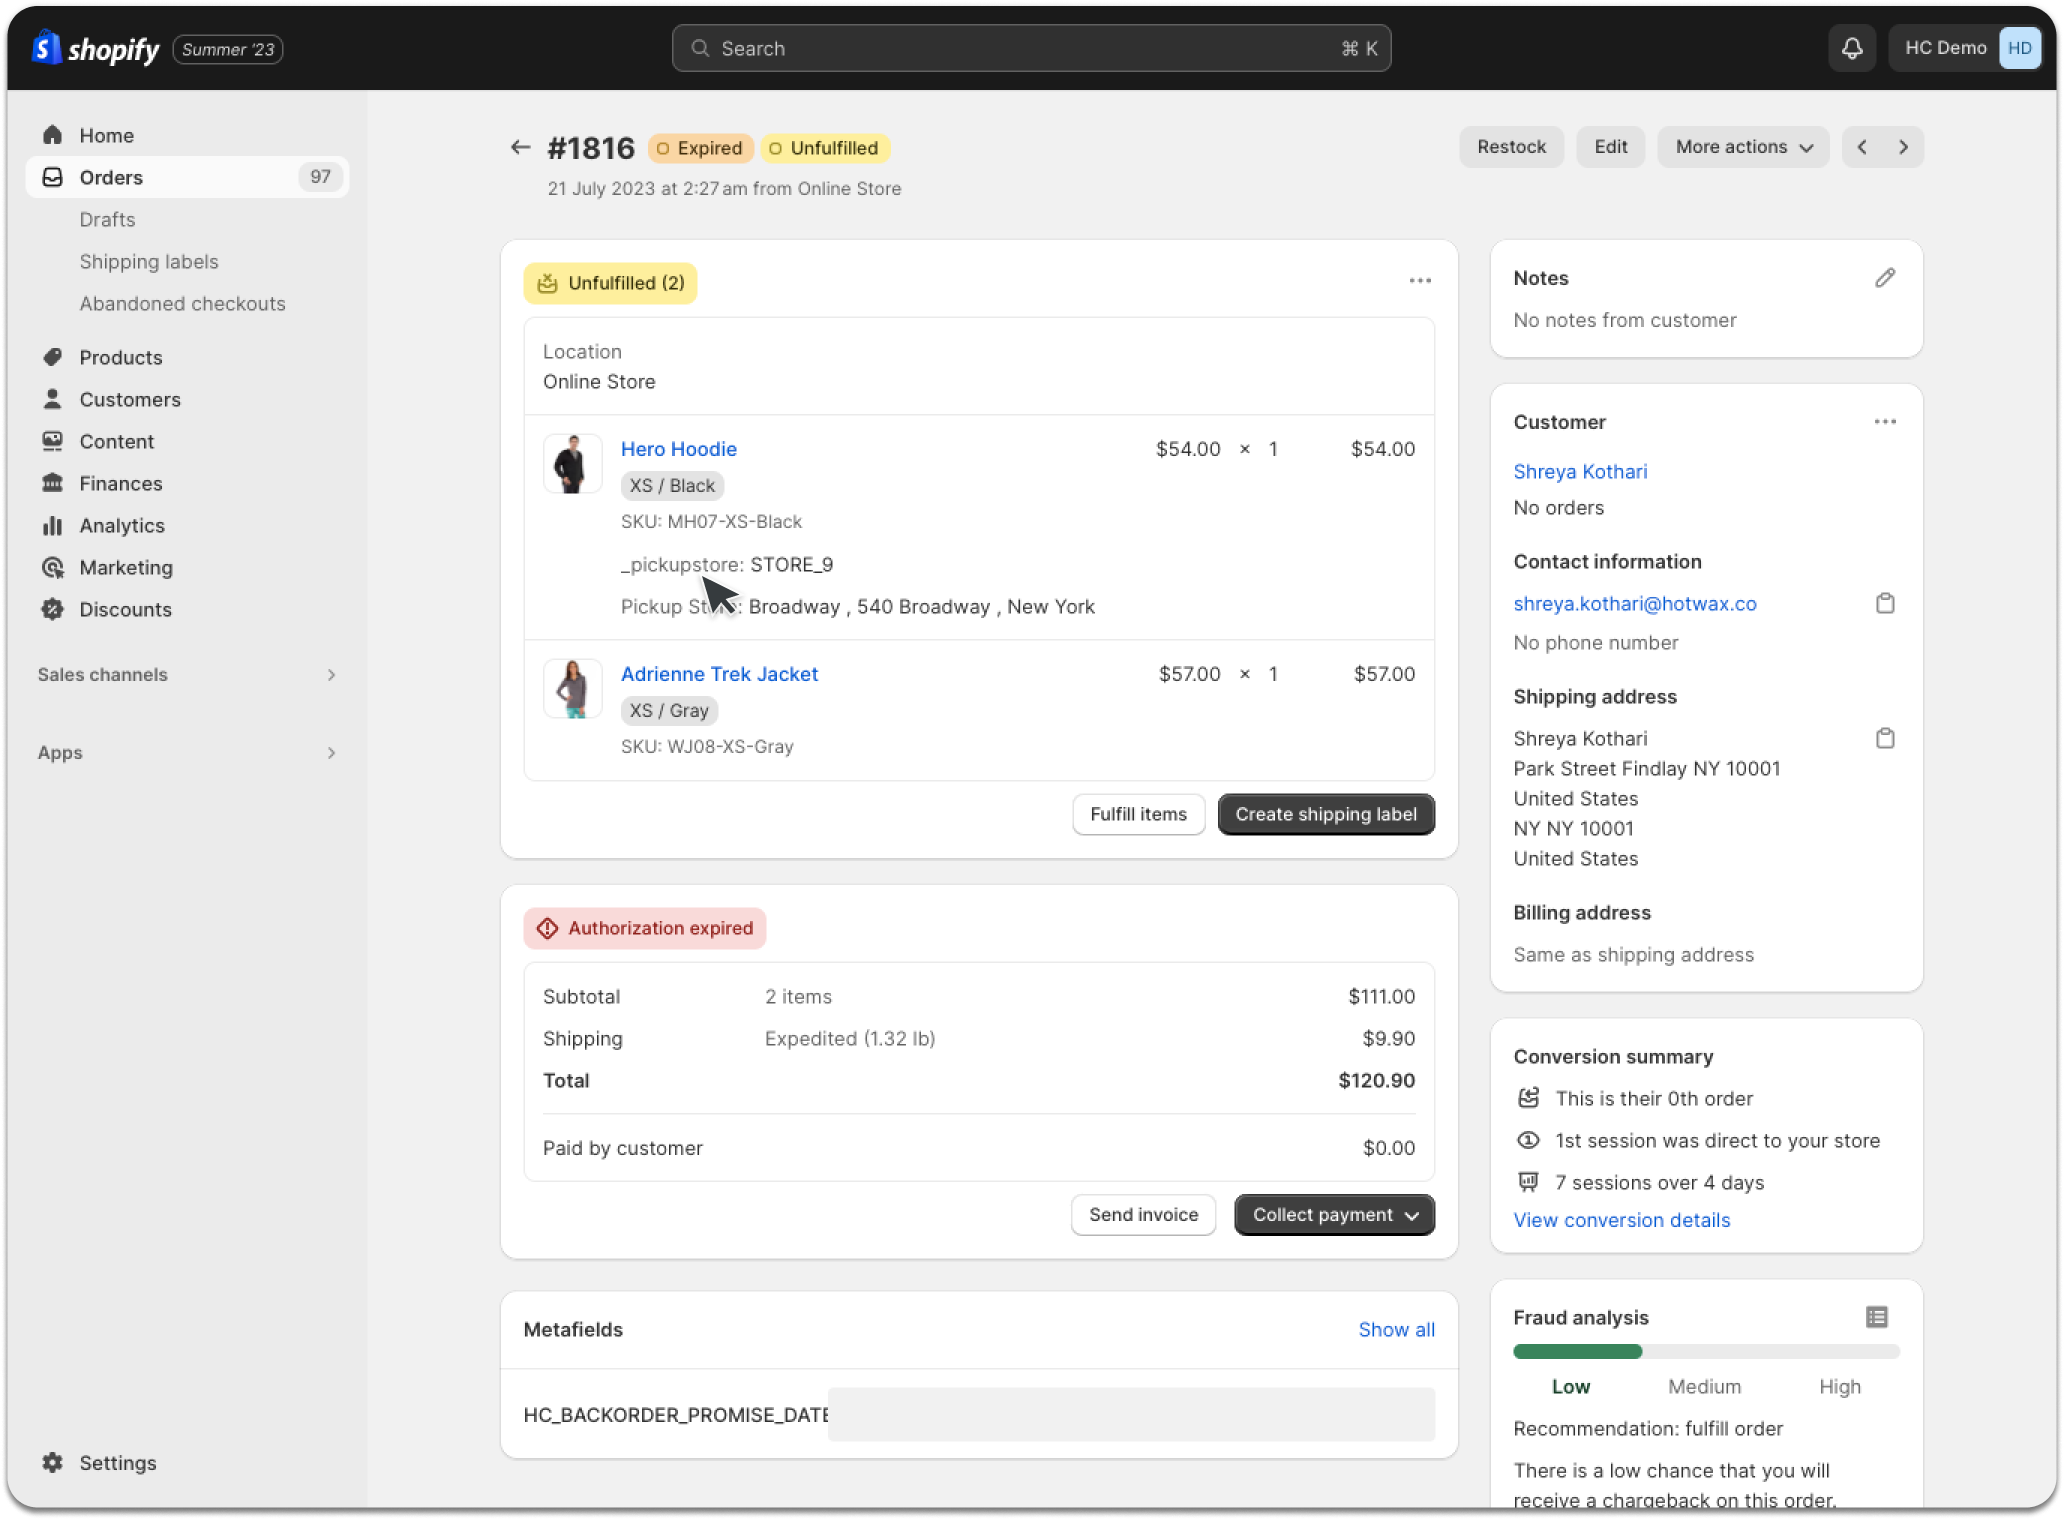 shopify Summer '23
Search ⌘ K
HC Demo HD
Home
Orders 97
Drafts
Shipping labels
Abandoned checkouts
Products
Customers
Content
Finances
Analytics
Marketing
Discounts
Sales channels
Apps
Settings
#1816 Expired Unfulfilled
21 July 2023 at 2:27 am from Online Store
Restock Edit More actions
Unfulfilled (2)
Location
Online Store
Hero Hoodie $54.00 × 1 $54.00
XS / Black
SKU: MH07-XS-Black
_pickupstore: STORE_9
Pickup Store: Broadway , 540 Broadway , New York
Adrienne Trek Jacket $57.00 × 1 $57.00
XS / Gray
SKU: WJ08-XS-Gray
Fulfill items Create shipping label
Authorization expired
Subtotal 2 items $111.00
Shipping Expedited (1.32 lb) $9.90
Total $120.90
Paid by customer $0.00
Send invoice Collect payment
Metafields Show all
HC_BACKORDER_PROMISE_DATE
Notes
No notes from customer
Customer
Shreya Kothari
No orders
Contact information
shreya.kothari@hotwax.co
No phone number
Shipping address
Shreya Kothari
Park Street Findlay NY 10001
United States
NY NY 10001
United States
Billing address
Same as shipping address
Conversion summary
This is their 0th order
1st session was direct to your store
7 sessions over 4 days
View conversion details
Fraud analysis
Low Medium High
Recommendation: fulfill order
There is a low chance that you will
receive a chargeback on this order.